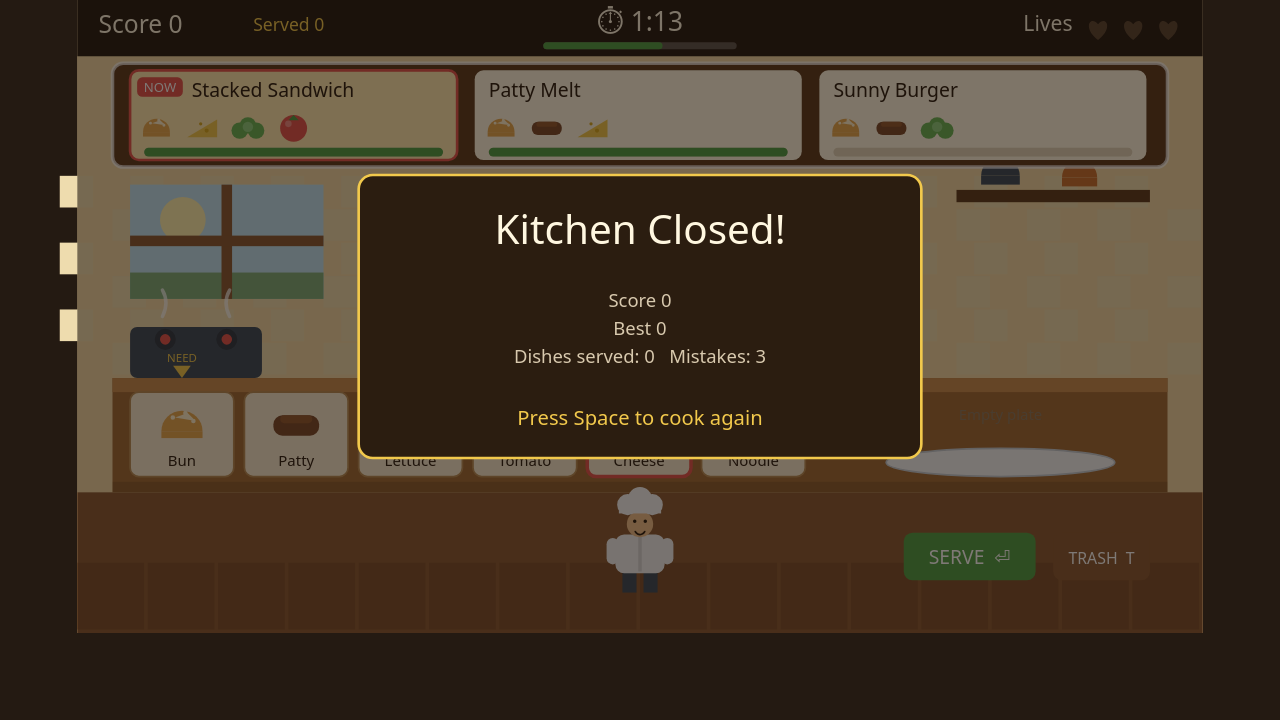 Score 0
Served 0
1:13
Lives
NOW
Stacked Sandwich
Patty Melt
Sunny Burger
Kitchen Closed!
Score 0
Best 0
Dishes served: 0 Mistakes: 3
Press Space to cook again
NEED
Bun
Patty
Lettuce
Tomato
Cheese
Noodle
SERVE ⏎
TRASH T